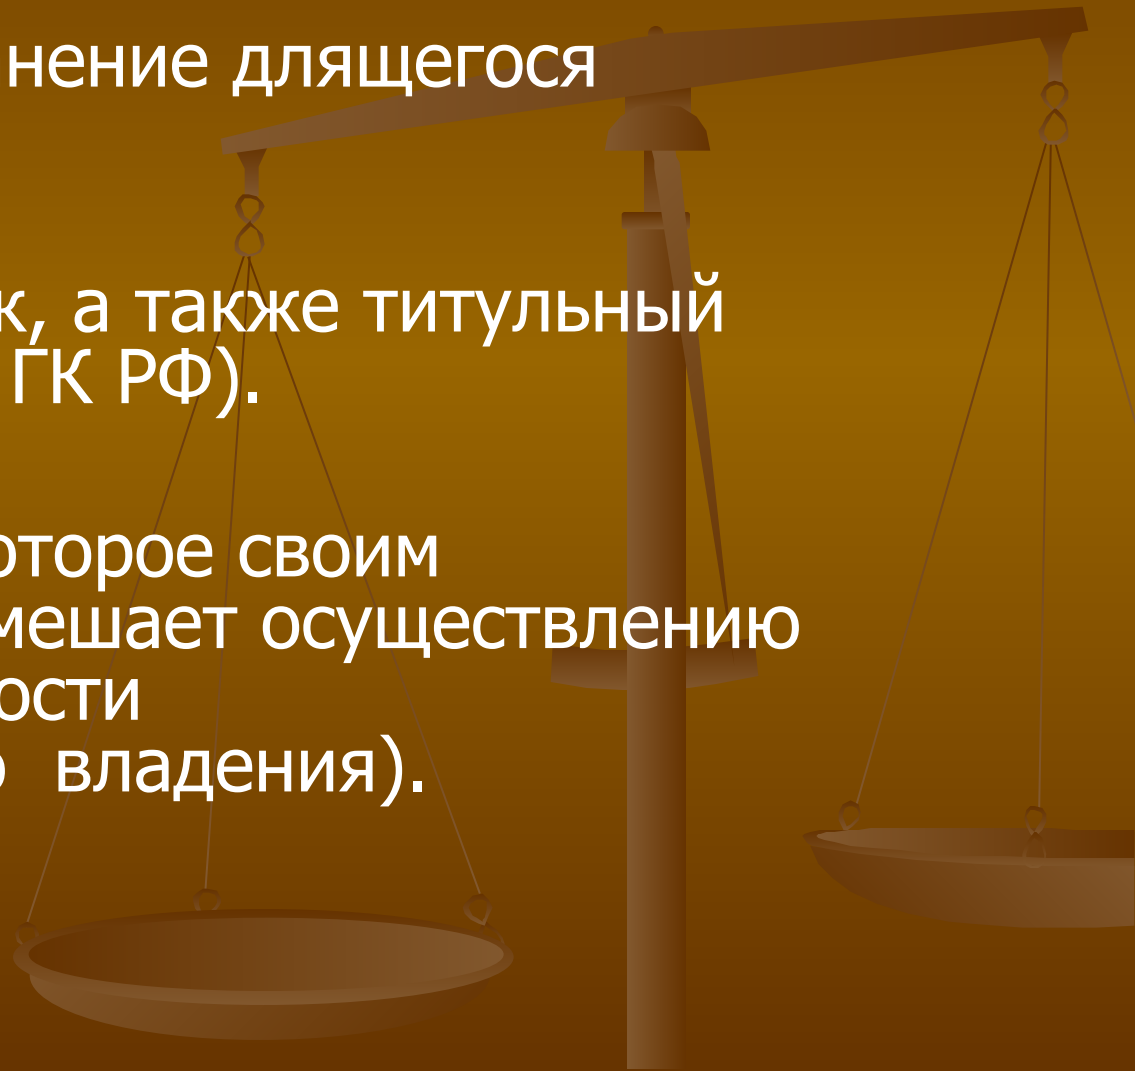 нение длящегося
к, а также титульный
ГК РФ).
оторое своим
мешает осуществлению
ости
о владения).